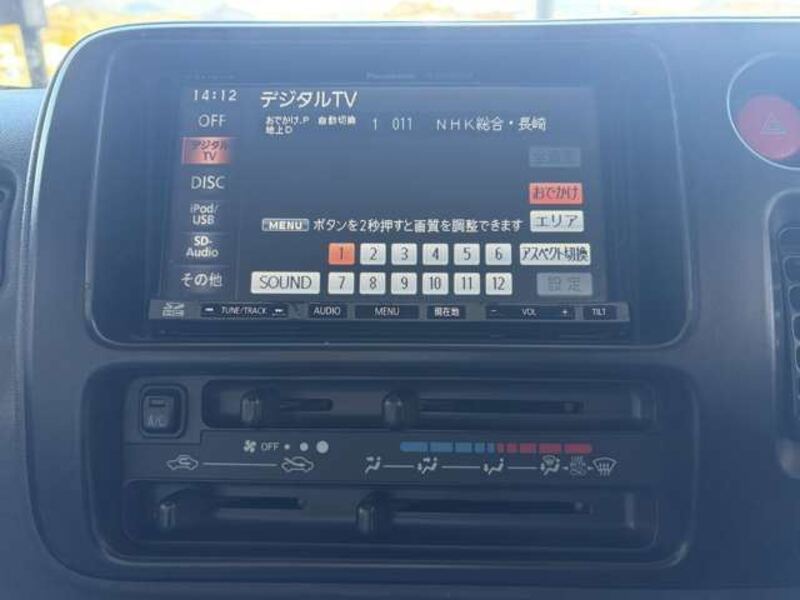 Panasonic
14:12
デジタルTV
OFF
おでかけ.P 自動切換
地上D
1 011 NHK総合・長崎
デジタル
TV
DISC
おでかけ
iPod/
USB
エリア
MENU ボタンを2秒押すと画質を調整できます
SD-
Audio
1 2 3 4 5 6 アスペクト切換
その他
SOUND 7 8 9 10 11 12 設定
SD
TUNE/TRACK AUDIO MENU 現在地 − VOL + TILT
A/C
OFF